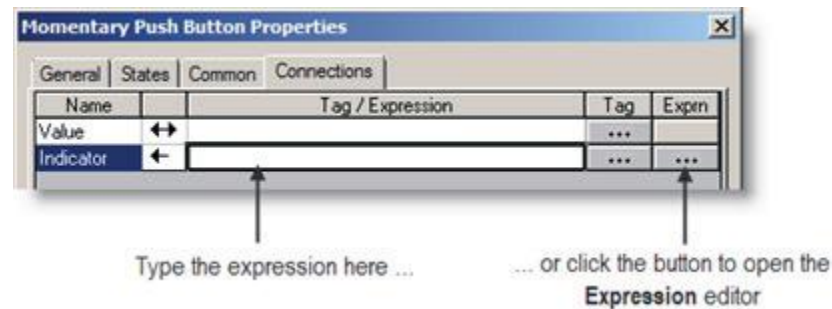 Momentary Push Button Properties
General States Common Connections
Name Tag / Expression Tag Exprn
Value ↔ ...
Indicator ← ... ...
Type the expression here ...
... or click the button to open the
Expression editor